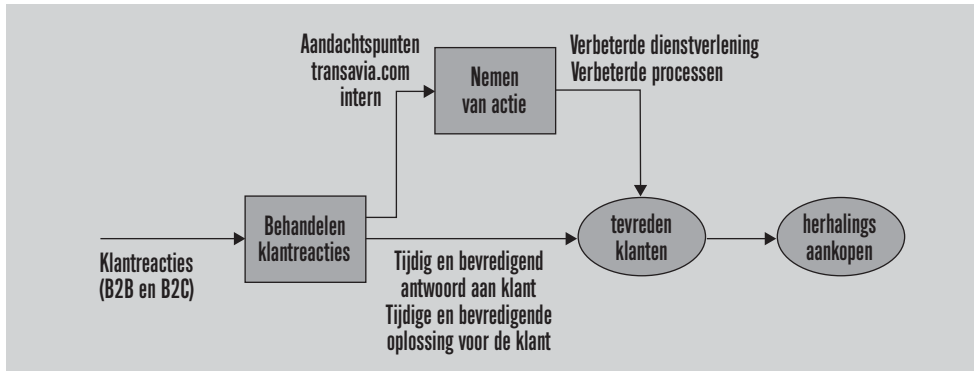 Aandachtspunten
transavia.com
intern
Nemen
van actie
Verbeterde dienstverlening
Verbeterde processen
Klantreacties
(B2B en B2C)
Behandelen
klantreacties
Tijdig en bevredigend
antwoord aan klant
Tijdige en bevredigende
oplossing voor de klant
tevreden
klanten
herhalings
aankopen